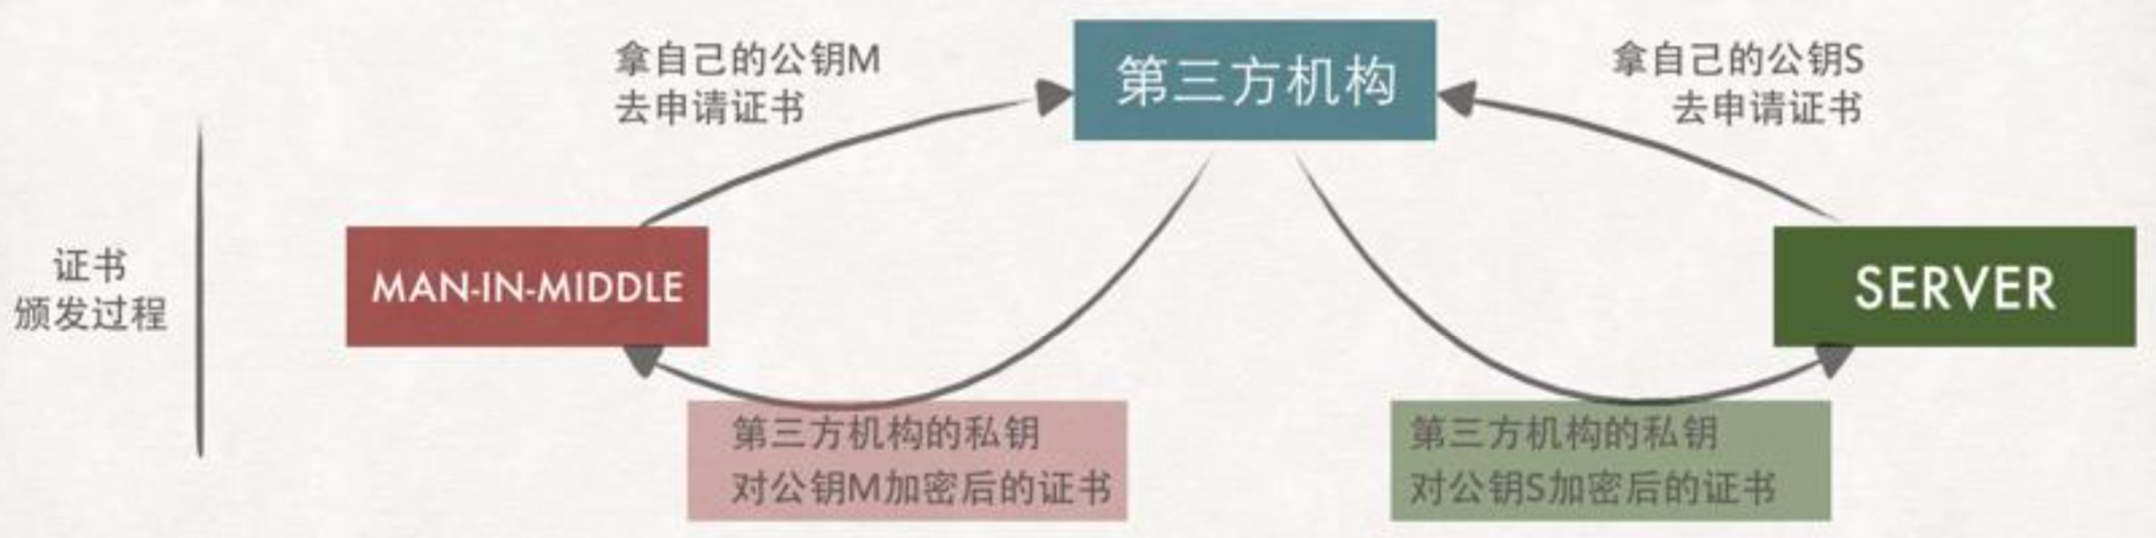 拿自己的公钥M
去申请证书
第三方机构
拿自己的公钥S
去申请证书
证书
颁发过程
MAN-IN-MIDDLE
SERVER
第三方机构的私钥
对公钥M加密后的证书
第三方机构的私钥
对公钥S加密后的证书